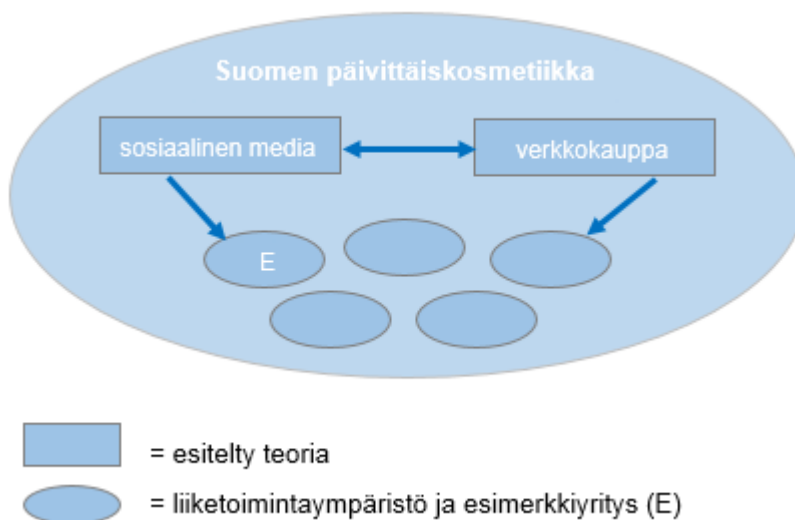 Suomen päivittäiskosmetiikka
sosiaalinen media
verkkokauppa
E
= esitelty teoria
= liiketoimintaympäristö ja esimerkkiyritys (E)